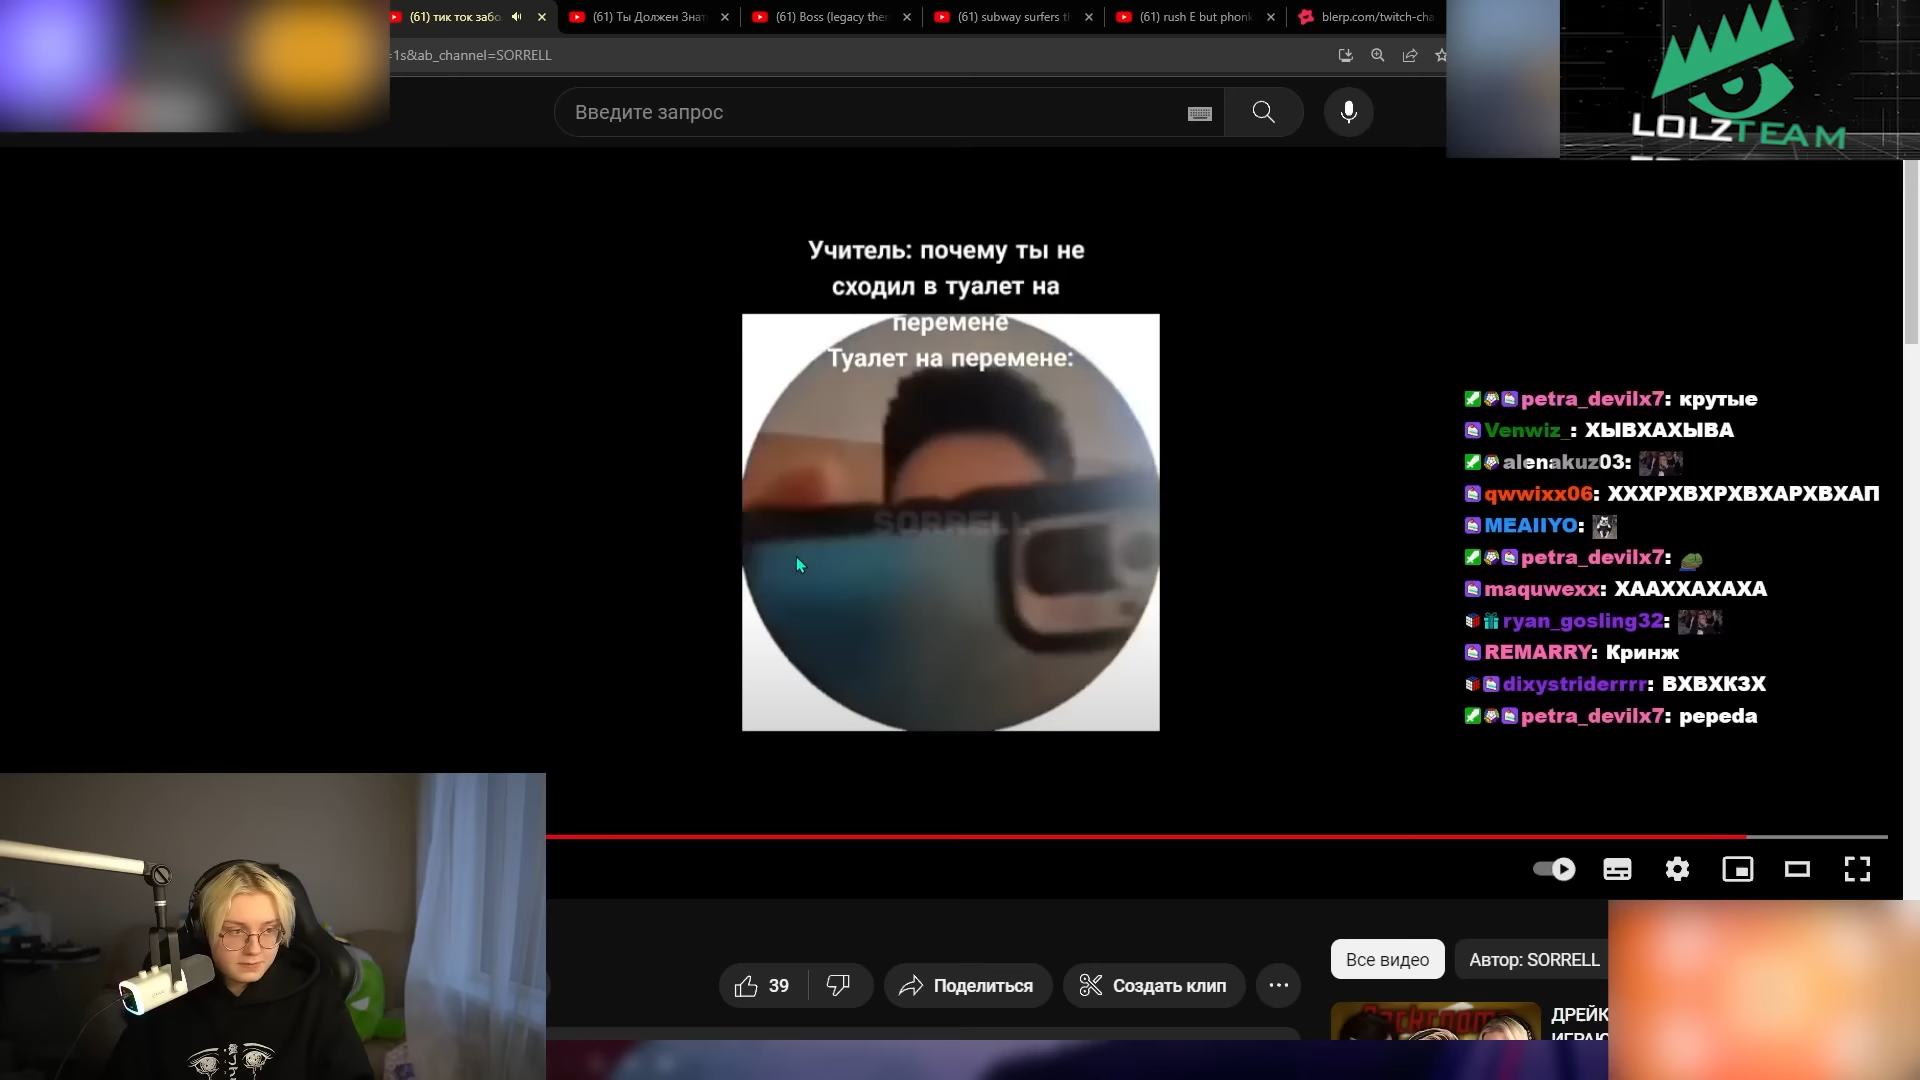 (61) тик ток забо
(61) Ты Должен Знат
(61) Boss (legacy ther
(61) subway surfers tl
(61) rush E but phonk
blerp.com/twitch-cha
=1s&ab_channel=SORRELL
Введите запрос
LOLZTEAM
Учитель: почему ты не
сходил в туалет на
перемене
Туалет на перемене:
SORRELL
petra_devilx7: крутые
Venwiz_: ХЫВХАХЫВА
alenakuz03:
qwwixx06: ХХХРХВХРХВХАРХВХАП
MEAIIYO:
petra_devilx7:
maquwexx: ХААХХАХАХА
ryan_gosling32:
REMARRY: Кринж
dixystriderrrr: ВХВХКЗХ
petra_devilx7: pepeda
39
Поделиться
Создать клип
Все видео
Автор: SORRELL
ДРЕЙК
ИГРАЮ